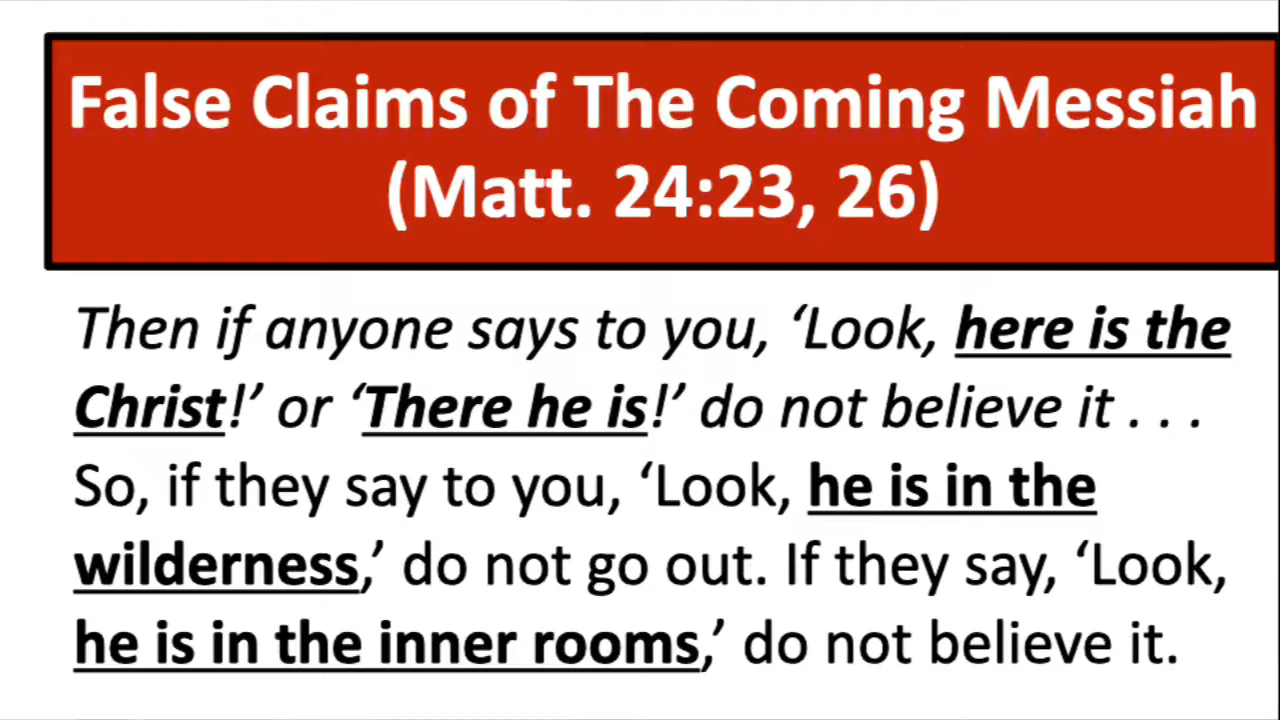 False Claims of The Coming Messiah
(Matt. 24:23, 26)
Then if anyone says to you, ‘Look, here is the
Christ!’ or ‘There he is!’ do not believe it . . .
So, if they say to you, ‘Look, he is in the
wilderness,’ do not go out. If they say, ‘Look,
he is in the inner rooms,’ do not believe it.